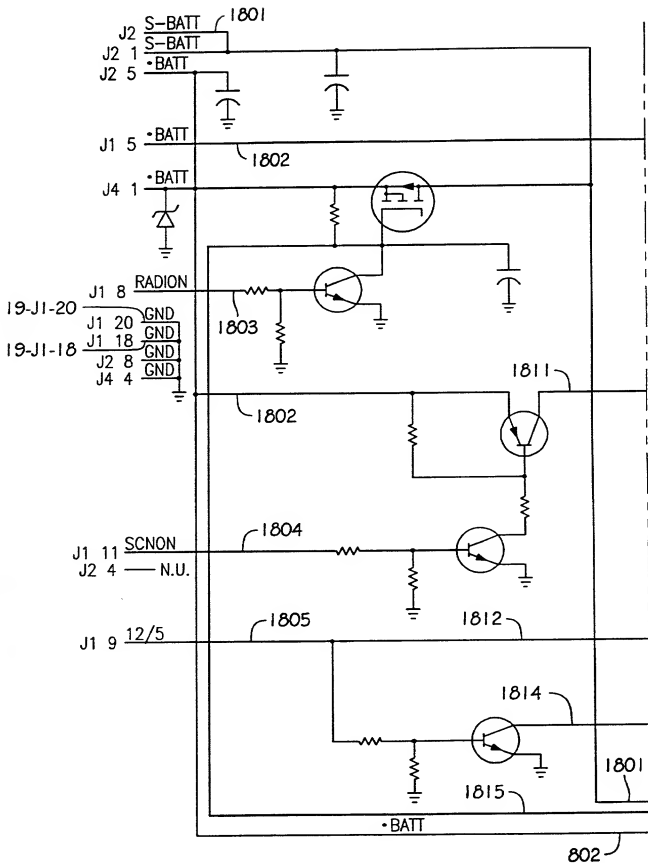 S-BATT 1801
J2
S-BATT
J2 1
•BATT
J2 5
•BATT
J1 5
1802
•BATT
J4 1
RADION
J1 8
19-J1-20 GND 1803
J1 20
GND
J1 18
19-J1-18 GND
J2 8
GND
J4 4
1811
1802
1804
SCNON
J1 11
J2 4 — N.U.
1805 1812
12/5
J1 9
1814
1801
1815
•BATT
802